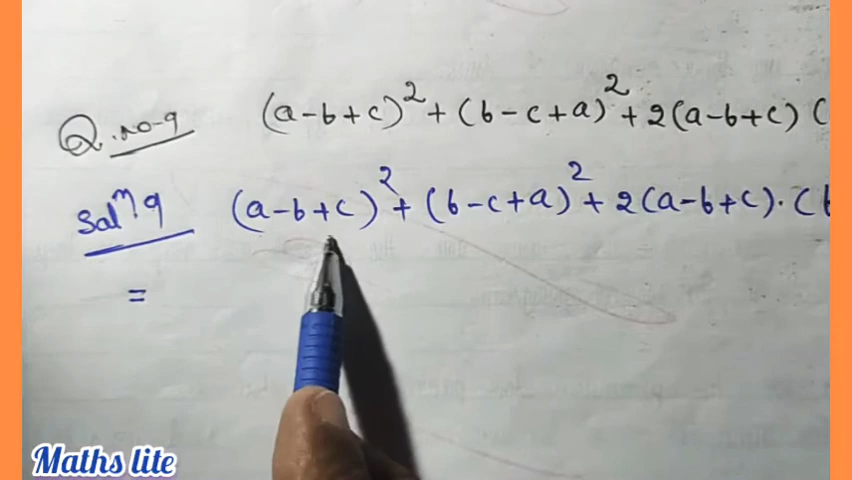 Q.no-9 (a-b+c)² + (b-c+a)² + 2(a-b+c) (
Solⁿ.9 (a-b+c)² + (b-c+a)² + 2(a-b+c).(b
=
Maths lite